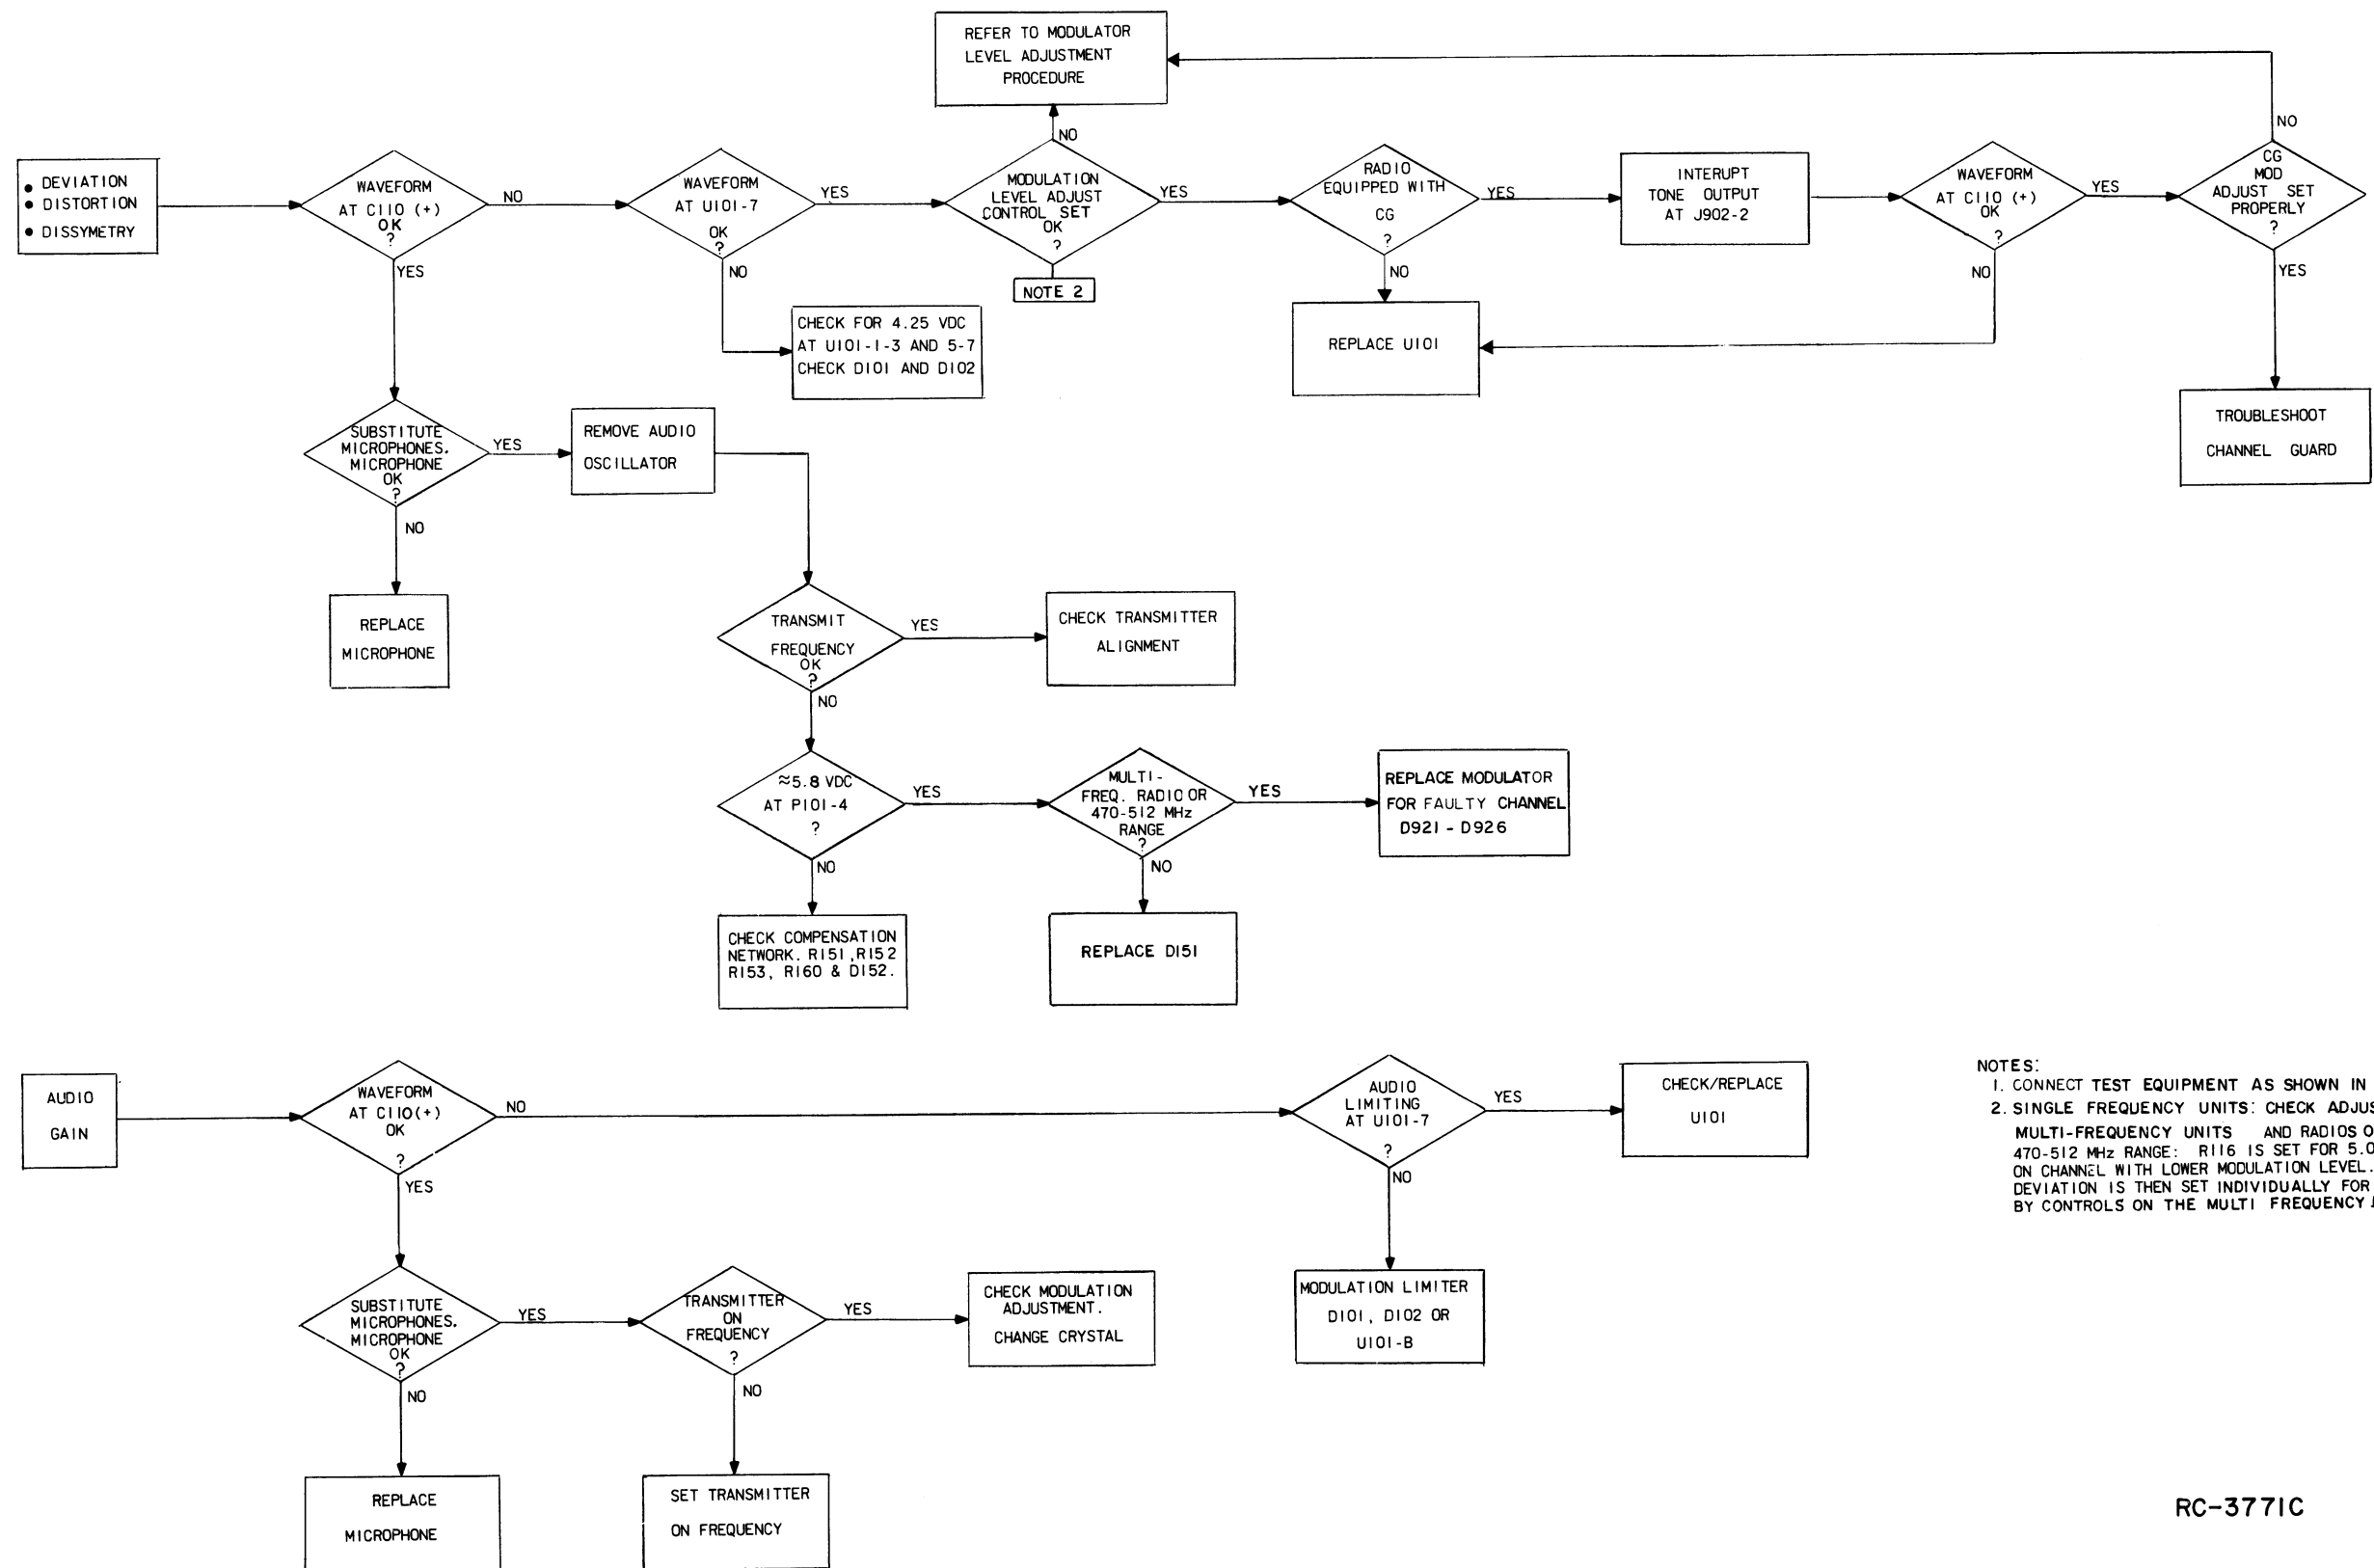 REFER TO MODULATOR
LEVEL ADJUSTMENT
PROCEDURE
NO
NO
• DEVIATION
• DISTORTION
• DISSYMETRY
WAVEFORM
AT C110 (+)
OK
?
NO
YES
WAVEFORM
AT U101-7
OK
?
YES
NO
MODULATION
LEVEL ADJUST
CONTROL SET
OK
?
YES
NOTE 2
RADIO
EQUIPPED WITH
CG
?
YES
NO
INTERUPT
TONE OUTPUT
AT J902-2
WAVEFORM
AT C110 (+)
OK
?
YES
NO
CG
MOD
ADJUST SET
PROPERLY
?
YES
CHECK FOR 4.25 VDC
AT U101-1-3 AND 5-7
CHECK D101 AND D102
REPLACE U101
TROUBLESHOOT
CHANNEL GUARD
SUBSTITUTE
MICROPHONES.
MICROPHONE
OK
?
YES
NO
REMOVE AUDIO
OSCILLATOR
REPLACE
MICROPHONE
TRANSMIT
FREQUENCY
OK
?
YES
NO
CHECK TRANSMITTER
ALIGNMENT
≈5.8 VDC
AT P101-4
?
YES
NO
MULTI-
FREQ. RADIO OR
470-512 MHz
RANGE
?
YES
NO
REPLACE MODULATOR
FOR FAULTY CHANNEL
D921 - D926
CHECK COMPENSATION
NETWORK. R151, R152
R153, R160 & D152.
REPLACE D151
AUDIO
GAIN
WAVEFORM
AT C110(+)
OK
?
NO
YES
AUDIO
LIMITING
AT U101-7
?
YES
NO
CHECK/REPLACE
U101
NOTES:
1. CONNECT TEST EQUIPMENT AS SHOWN IN
2. SINGLE FREQUENCY UNITS: CHECK
MULTI-FREQUENCY UNITS AND RADIOS
470-512 MHz RANGE: R116 IS SET FOR
ON CHANNEL WITH LOWER MODULATION LEVEL.
DEVIATION IS THEN SET INDIVIDUALLY FOR
BY CONTROLS ON THE MULTI FREQUENCY
SUBSTITUTE
MICROPHONES.
MICROPHONE
OK
?
YES
NO
TRANSMITTER
ON
FREQUENCY
?
YES
NO
CHECK MODULATION
ADJUSTMENT.
CHANGE CRYSTAL
MODULATION LIMITER
D101, D102 OR
U101-B
REPLACE
MICROPHONE
SET TRANSMITTER
ON FREQUENCY
RC-3771C